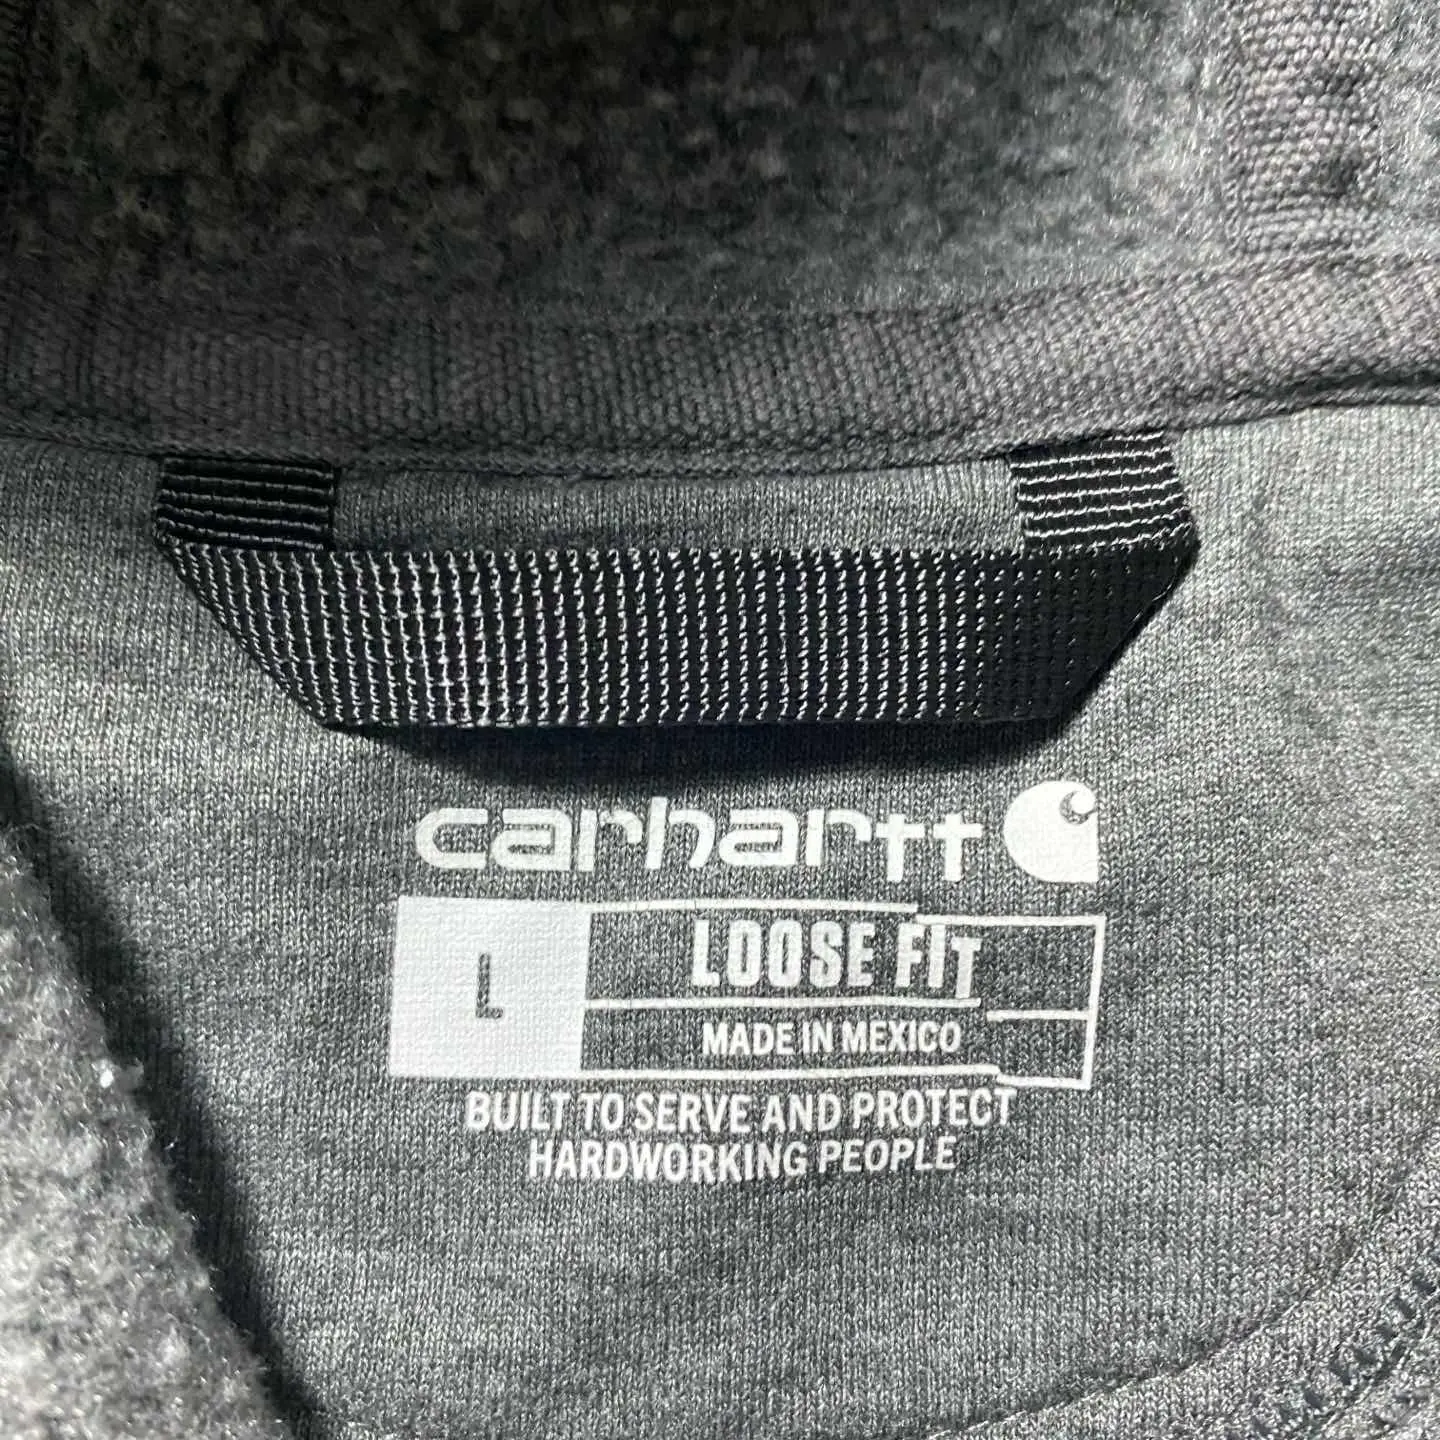 carhartt
L
LOOSE FIT
MADE IN MEXICO
BUILT TO SERVE AND PROTECT
HARDWORKING PEOPLE